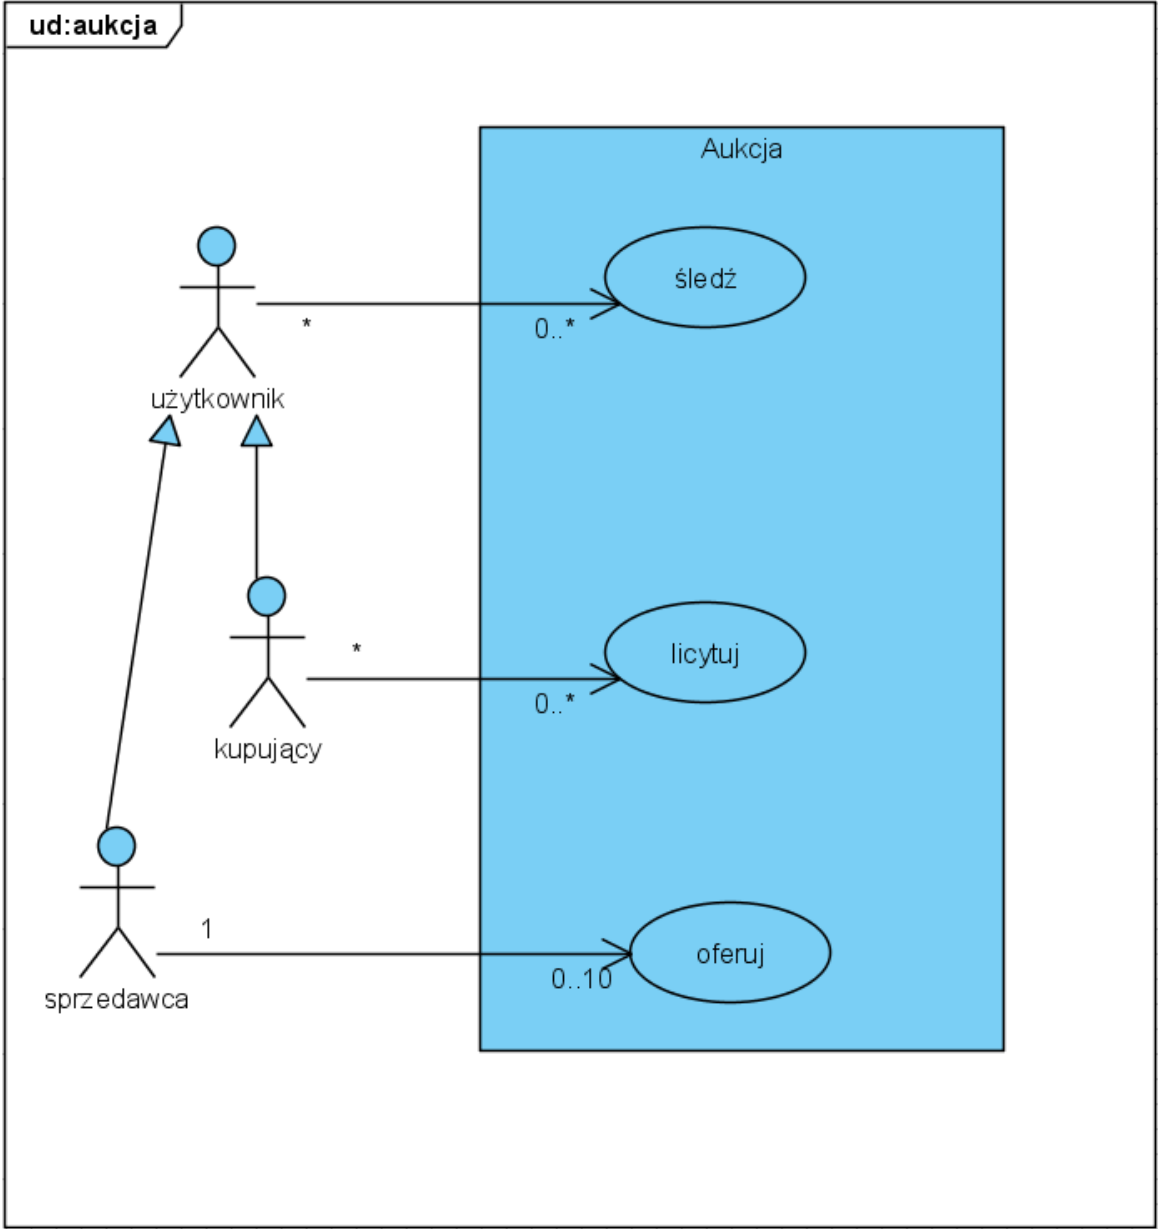 ud:aukcja
Aukcja
śledź
*
0..*
użytkownik
licytuj
*
0..*
kupujący
1
oferuj
0..10
sprzedawca